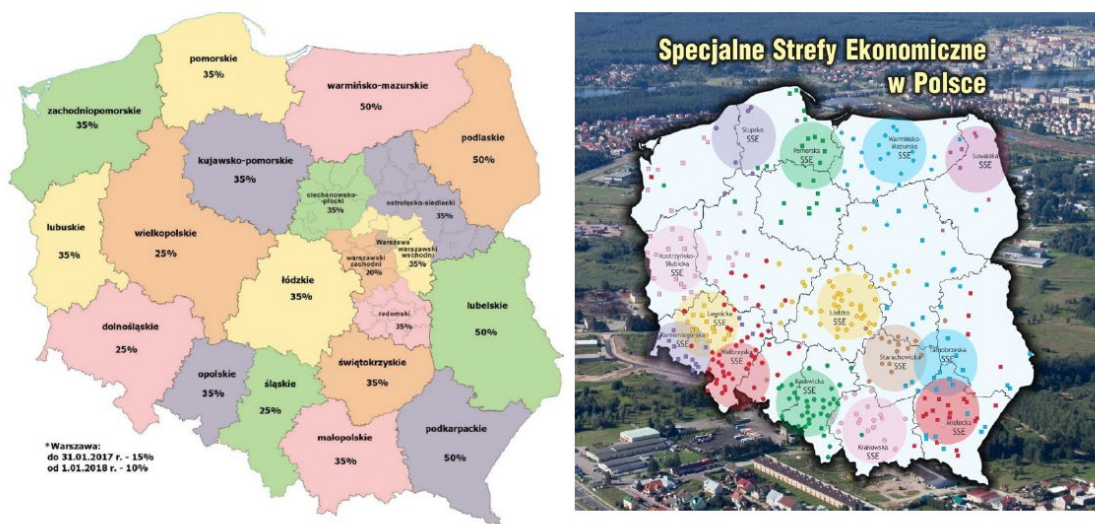 pomorskie
35%
zachodniopomorskie
35%
warmińsko-mazurskie
50%
podlaskie
50%
kujawsko-pomorskie
35%
ciechanowsko-
płocki
35%
ostrołęcko-siedlecki
35%
lubuskie
35%
wielkopolskie
25%
Warszawa*
warszawski
wschodni
35%
warszawski
zachodni
20%
łódzkie
35%
lubelskie
50%
radomski
35%
dolnośląskie
25%
opolskie
35%
śląskie
25%
świętokrzyskie
35%
małopolskie
35%
podkarpackie
50%
*Warszawa:
do 31.01.2017 r. - 15%
od 1.01.2018 r. - 10%
Specjalne Strefy Ekonomiczne
w Polsce
Słupska
SSE
Pomorska
SSE
Warmińsko-
Mazurska
SSE
Suwalska
SSE
Kostrzyńsko-
Słubicka
SSE
Legnicka
SSE
Kamiennogórska
SSE
Wałbrzyska
SSE
Łódzka
SSE
Starachowicka
SSE
Tarnobrzeska
SSE
Katowicka
SSE
Krakowska
SSE
Mielecka
SSE